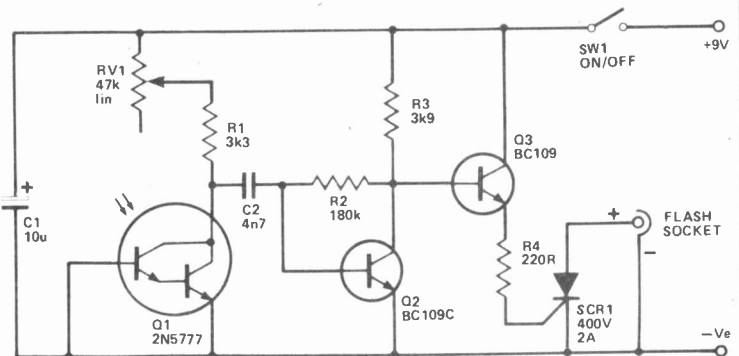 SW1
ON/OFF
+9V
RV1
47k
lin
R1
3k3
R3
3k9
Q3
BC109
+
C1
10u
C2
4n7
R2
180k
R4
220R
+
FLASH
SOCKET
−
Q1
2N5777
Q2
BC109C
SCR1
400V
2A
−Ve